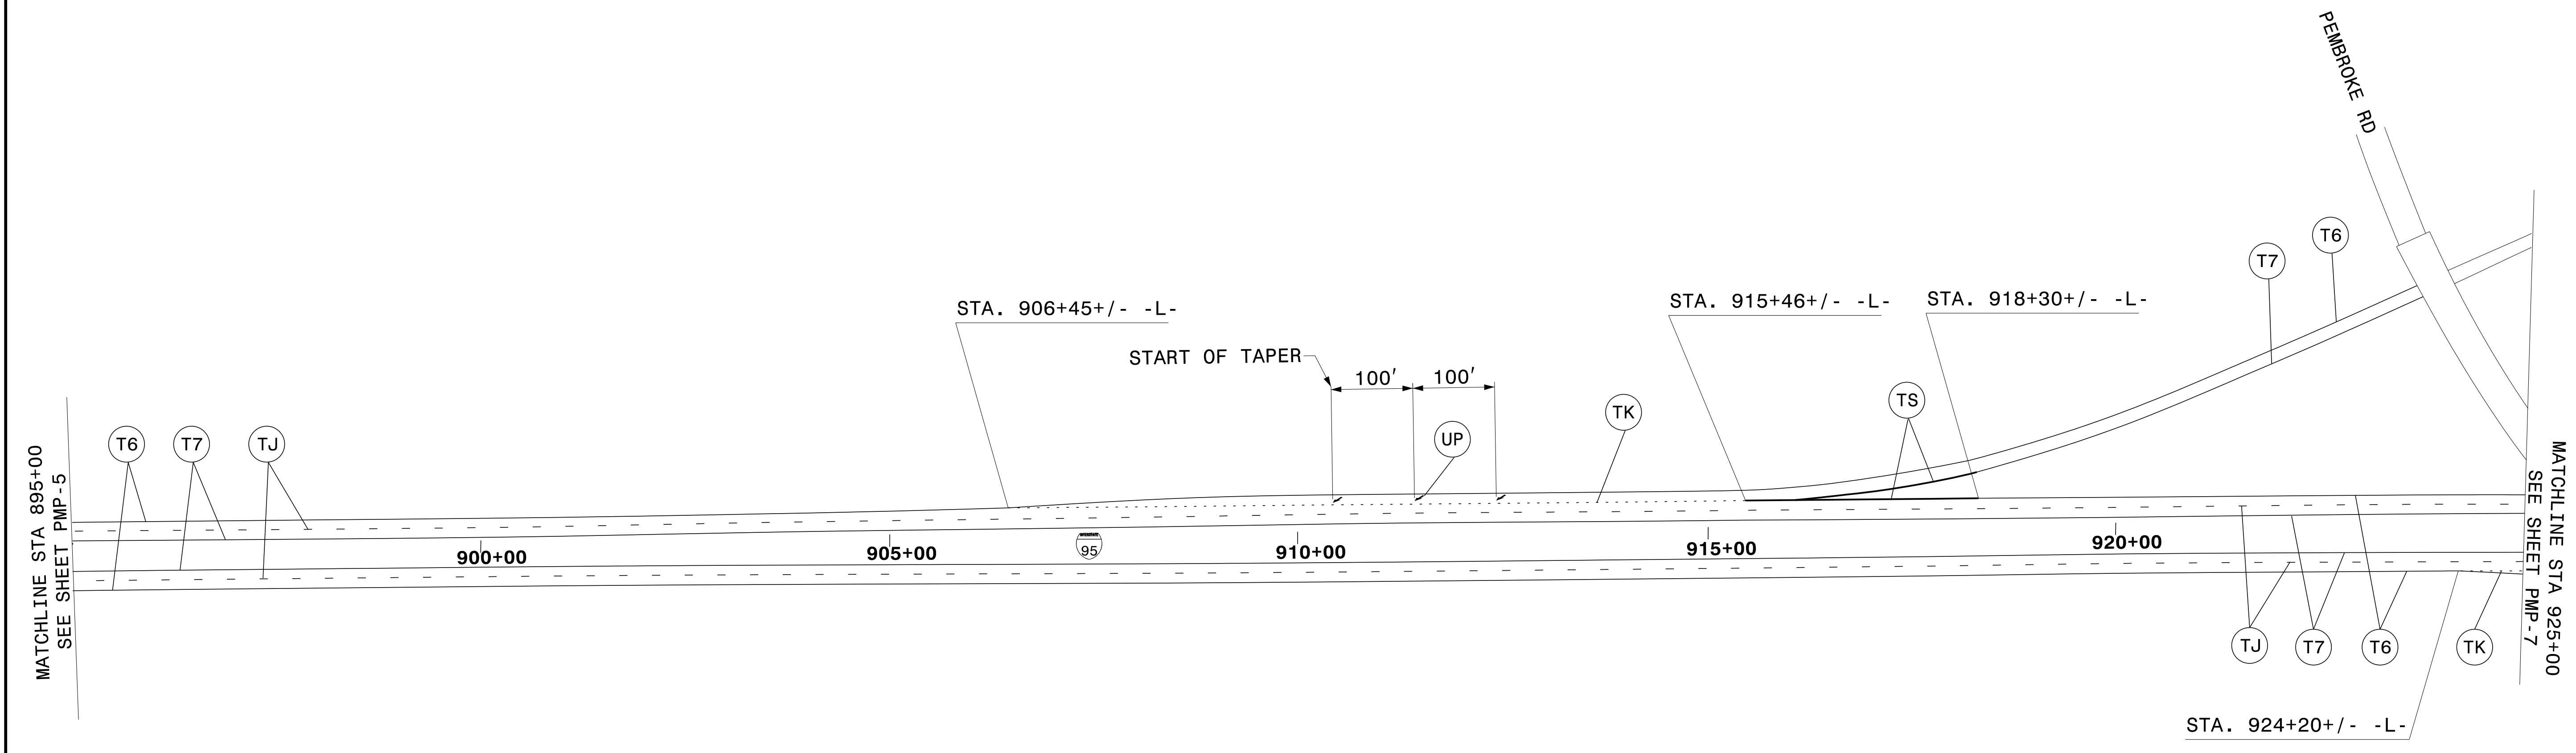 PEMBROKE RD
T6
T7
STA. 906+45+/- -L-
STA. 915+46+/- -L-
STA. 918+30+/- -L-
START OF TAPER
100'
100'
TS
TK
UP
T6
T7
TJ
MATCHLINE STA 895+00
SEE SHEET PMP-5
900+00
905+00
INTERSTATE
95
910+00
915+00
920+00
MATCHLINE STA 925+00
SEE SHEET PMP-7
TJ
T7
T6
TK
STA. 924+20+/- -L-